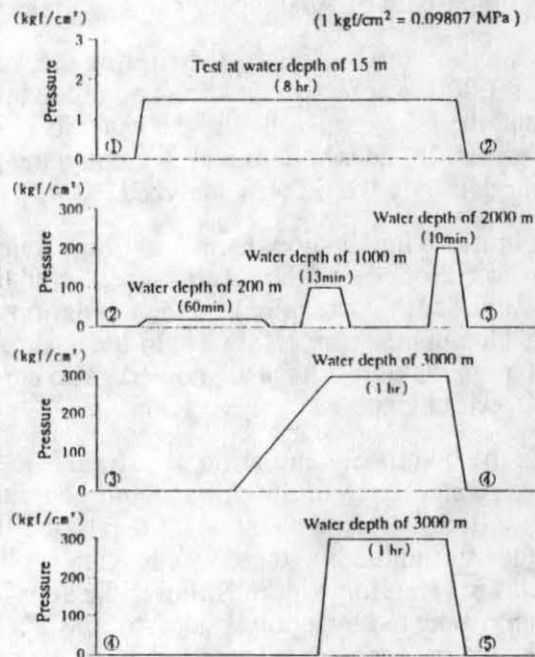 (kgf/cm²) (1 kgf/cm² = 0.09807 MPa)
3
Test at water depth of 15 m
2 (8 hr)
Pressure
1
0 ① ②
(kgf/cm²)
300 Water depth of 2000 m
(10min)
200 Water depth of 1000 m
Pressure
(13min)
100 Water depth of 200 m
(60min)
0 ② ③
(kgf/cm²) Water depth of 3000 m
300
(1 hr)
200
Pressure
100
0 ③ ④
(kgf/cm²) Water depth of 3000 m
300
(1 hr)
200
Pressure
100
0 ④ ⑤